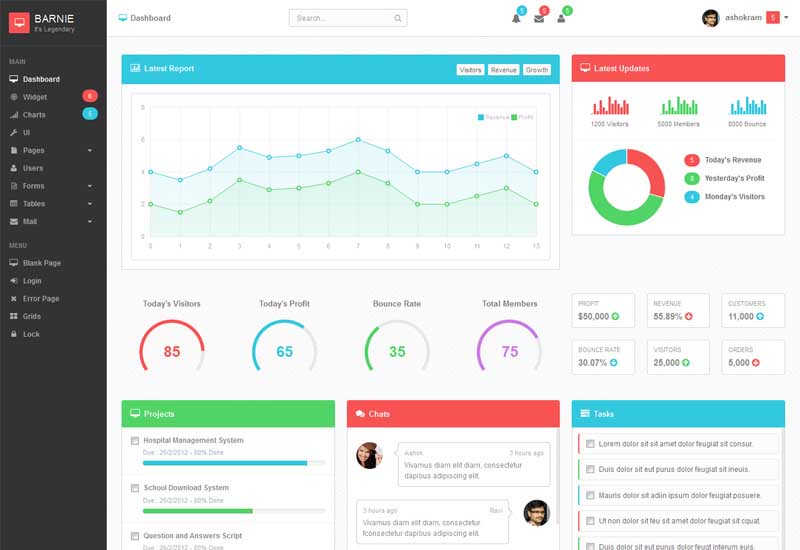 BARNIE
It's Legendary
MAIN
Dashboard
Widget 6
Charts 5
UI
Pages
Users
Forms
Tables
Mail
MENU
Blank Page
Login
Error Page
Grids
Lock
Dashboard
Search...
5 5 5
ashokram 5
Latest Report
Visitors Revenue Growth
Revenue Profit
8
6
4
2
0
0 1 2 3 4 5 6 7 8 9 10 11 12 13
Latest Updates
1200 Visitors 5000 Members 8000 Bounce
5 Today's Revenue
8 Yesterday's Profit
4 Monday's Visitors
Today's Visitors Today's Profit Bounce Rate Total Members
85 65 35 75
PROFIT REVENUE CUSTOMERS
$50,000 55.89% 11,000
BOUNCE RATE VISITORS ORDERS
30.07% 25,000 5,000
Projects
Hospital Management System
Due : 26/2/2012 - 80% Done
School Download System
Due : 26/2/2012 - 80% Done
Question and Answers Script
Chats
Ashok 3 hours ago
Vivamus diam elit diam, consectetur
dapibus adipiscing elit.
3 hours ago Ravi
Vivamus diam elit diam, consectetur
fconsectetur dapibus adipiscing elit.
Tasks
Lorem dolor sit sit amet dolor feugiat sit consur.
Duis dolor sit eut purus dolor feugiat sit ineuis.
Mauris dolor sit adin ipsum dolor feugiat posuere.
Ut non dolor sit feu sit amet dolor feugiat sit cquat.
Duis dolor sit eut purus dolor feugiat interum euis.